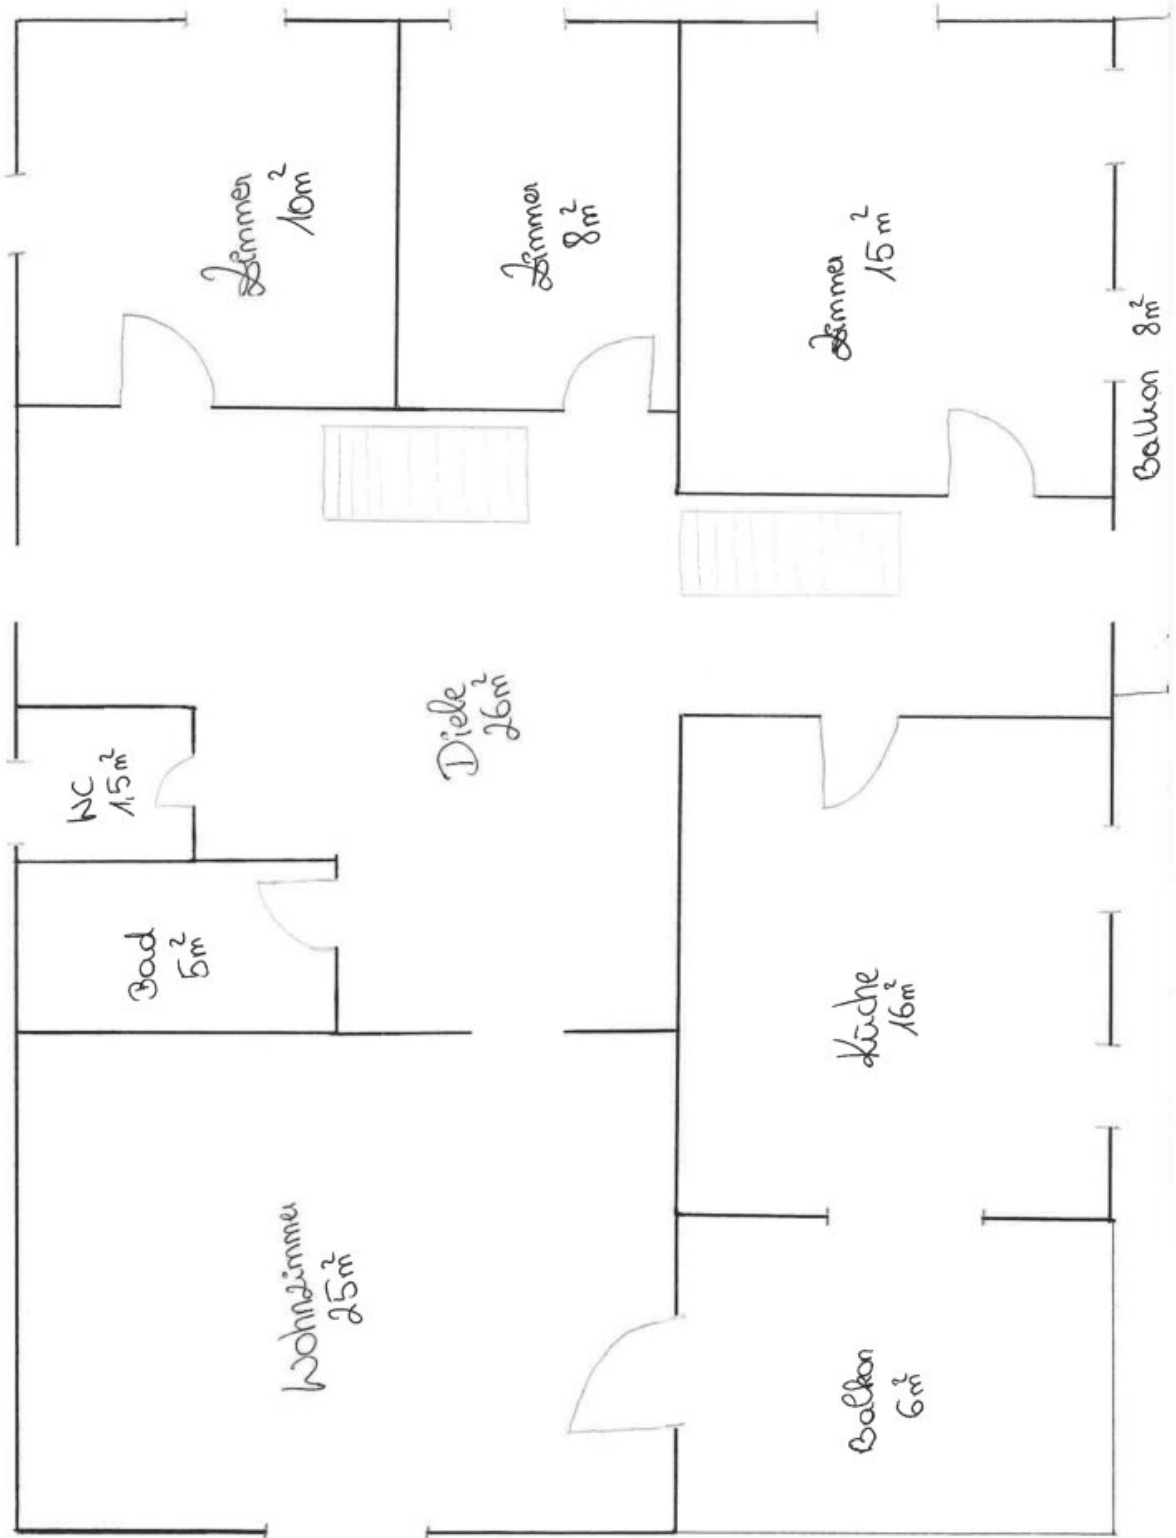 Zimmer
10m²
Zimmer
8m²
Zimmer
15m²
Balkon 8m²
Diele
26m²
WC
1,5m²
Bad
5m²
Küche
16m²
Wohnzimmer
25m²
Balkon
6m²